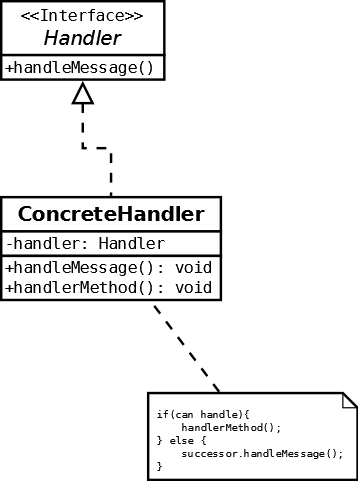 <<Interface>>
Handler
+handleMessage()
ConcreteHandler
-handler: Handler
+handleMessage(): void
+handlerMethod(): void
if(can handle){
    handlerMethod();
} else {
    successor.handleMessage();
}